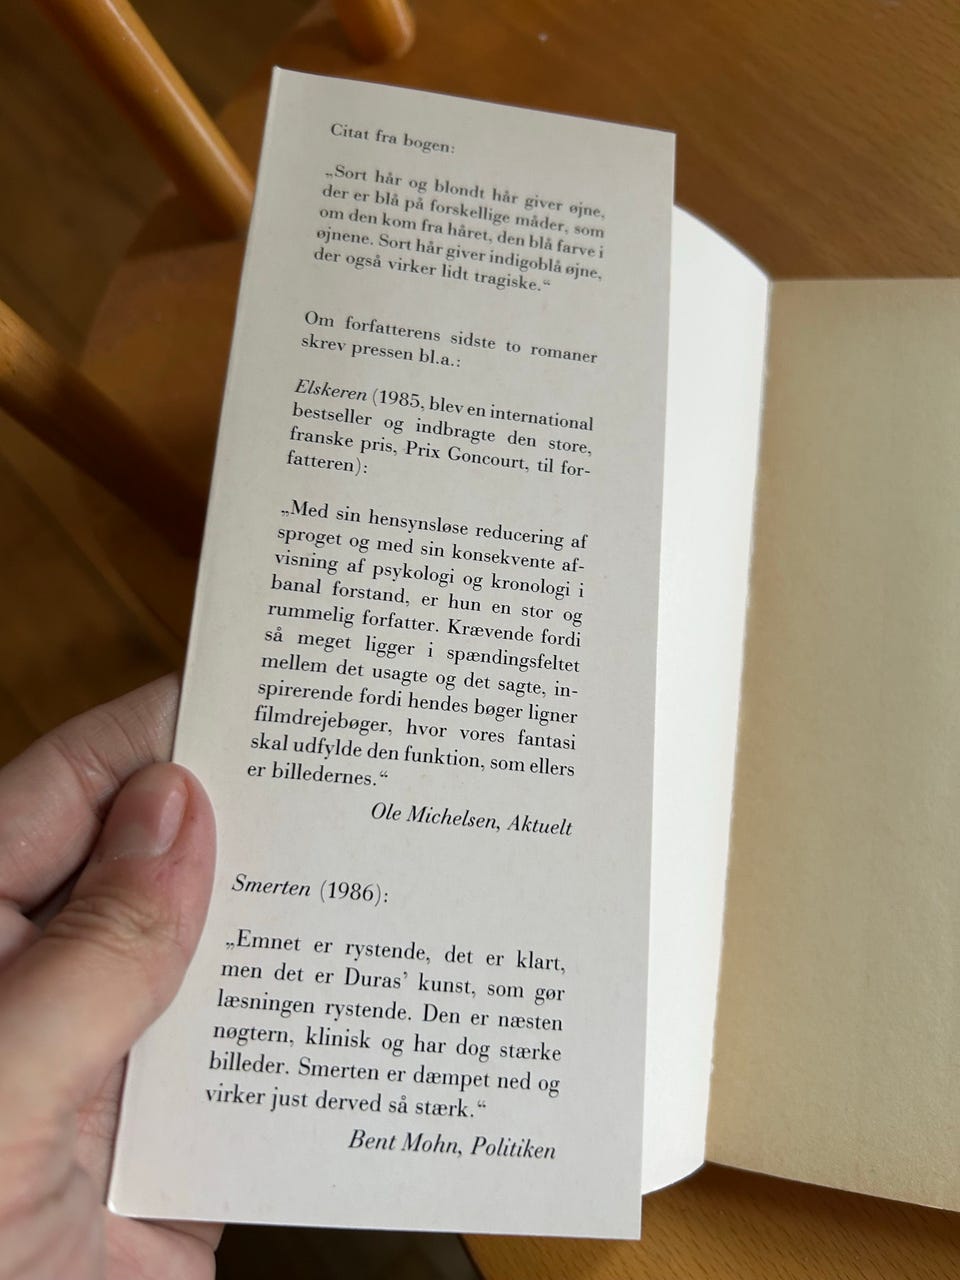 Citat fra bogen:
„Sort hår og blondt hår giver øjne,
der er blå på forskellige måder, som
om den kom fra håret, den blå farve i
øjnene. Sort hår giver indigoblå øjne,
der også virker lidt tragiske.“
Om forfatterens sidste to romaner
skrev pressen bl.a.:
Elskeren (1985, blev en international
bestseller og indbragte den store,
franske pris, Prix Goncourt, til for-
fatteren):
„Med sin hensynsløse reducering af
sproget og med sin konsekvente af-
visning af psykologi og kronologi i
banal forstand, er hun en stor og
rummelig forfatter. Krævende fordi
så meget ligger i spændingsfeltet
mellem det usagte og det sagte, in-
spirerende fordi hendes bøger ligner
filmdrejebøger, hvor vores fantasi
skal udfylde den funktion, som ellers
er billedernes.“
Ole Michelsen, Aktuelt
Smerten (1986):
„Emnet er rystende, det er klart,
men det er Duras’ kunst, som gør
læsningen rystende. Den er næsten
nøgtern, klinisk og har dog stærke
billeder. Smerten er dæmpet ned og
virker just derved så stærk.“
Bent Mohn, Politiken